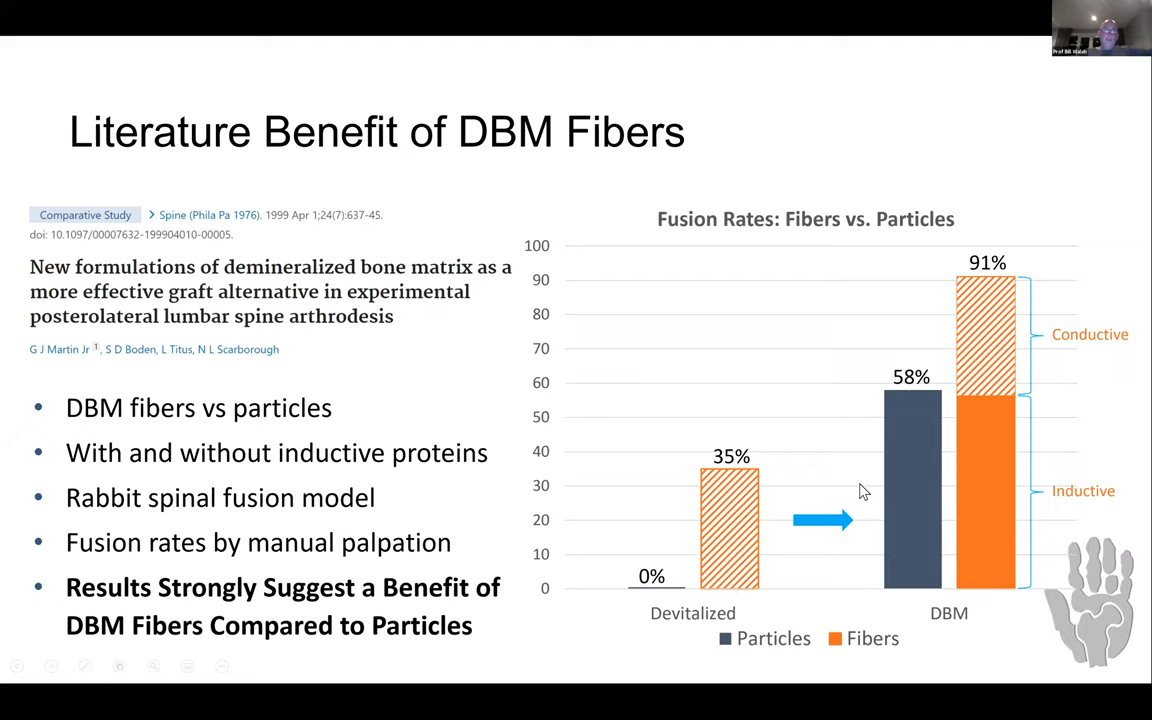 Prof Bill Walsh
Literature Benefit of DBM Fibers
Comparative Study > Spine (Phila Pa 1976). 1999 Apr 1;24(7):637-45.
doi: 10.1097/00007632-199904010-00005.
New formulations of demineralized bone matrix as a
more effective graft alternative in experimental
posterolateral lumbar spine arthrodesis
G J Martin Jr 1, S D Boden, L Titus, N L Scarborough
• DBM fibers vs particles
• With and without inductive proteins
• Rabbit spinal fusion model
• Fusion rates by manual palpation
• Results Strongly Suggest a Benefit of
DBM Fibers Compared to Particles
Fusion Rates: Fibers vs. Particles
100
90
80
70
60
50
40
30
20
10
0
0%
35%
58%
91%
Conductive
Inductive
Devitalized
DBM
Particles
Fibers